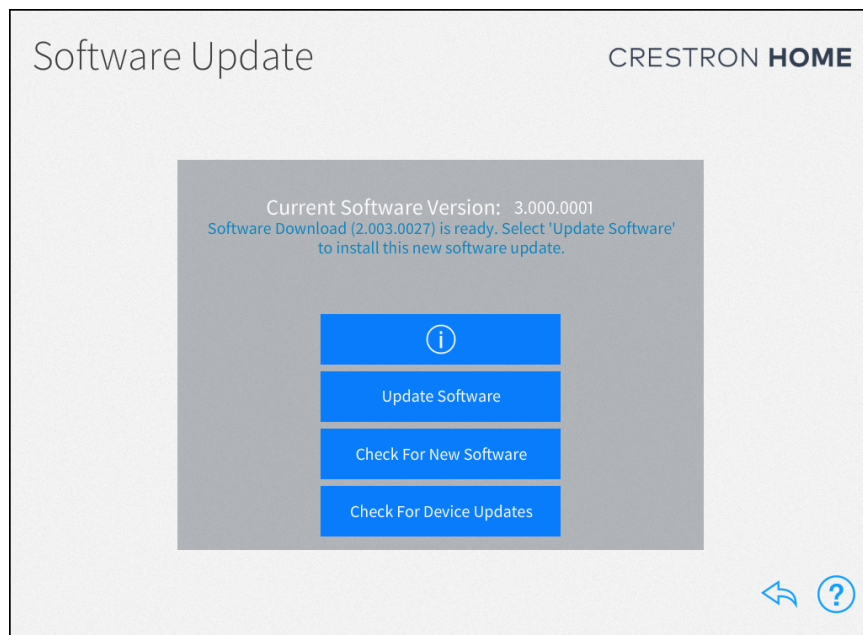 Software Update
CRESTRON HOME
Current Software Version: 3.000.0001
Software Download (2.003.0027) is ready. Select 'Update Software'
to install this new software update.
i
Update Software
Check For New Software
Check For Device Updates
?